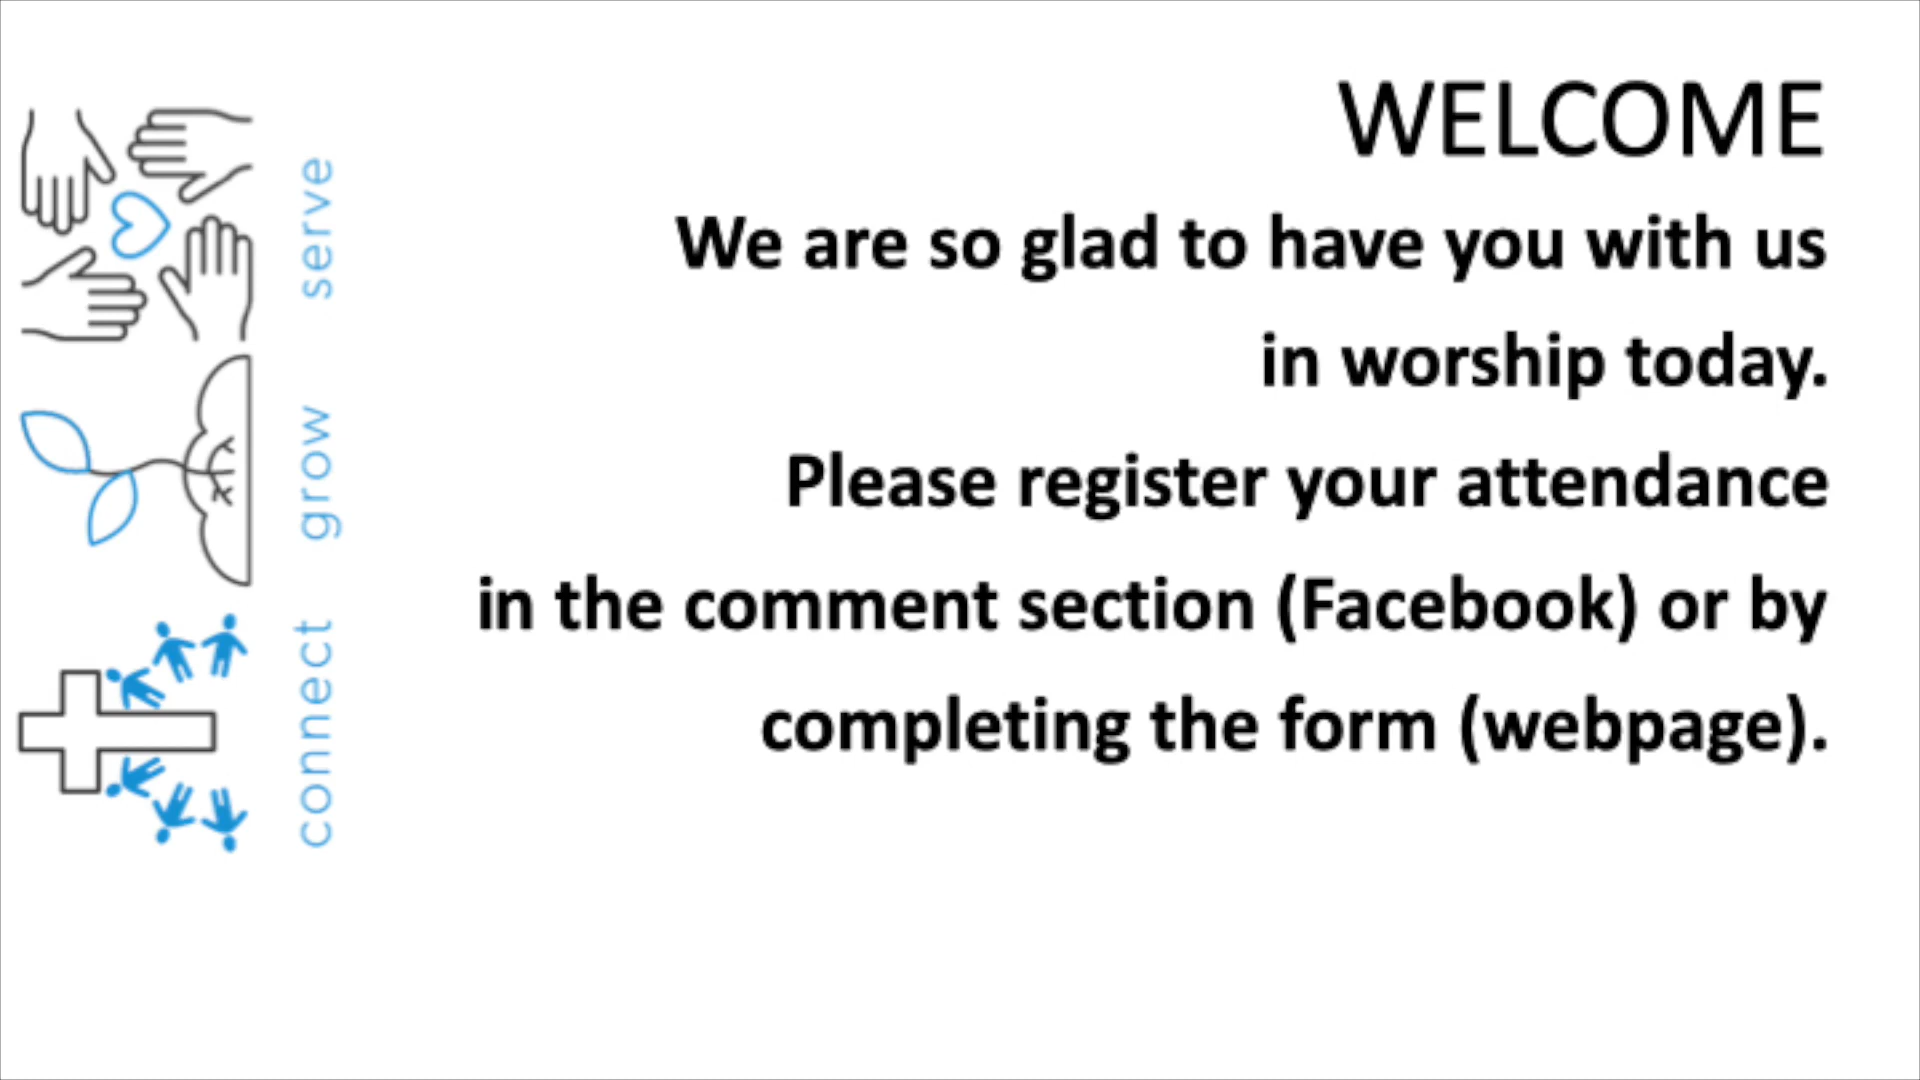 WELCOME
We are so glad to have you with us
in worship today.
Please register your attendance
in the comment section (Facebook) or by
completing the form (webpage).
serve
grow
connect